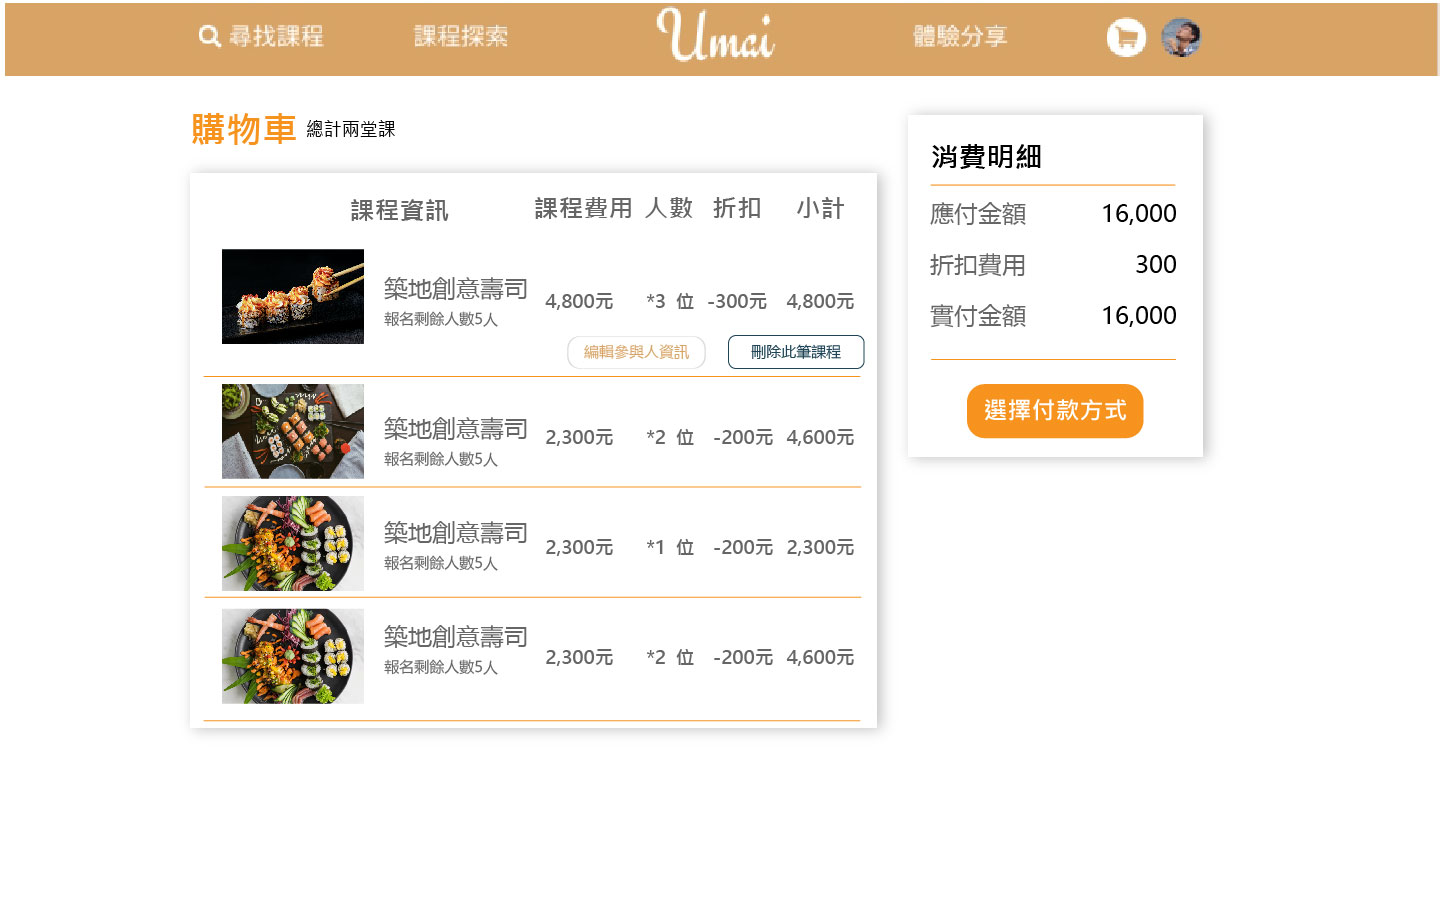 尋找課程
課程探索
Umai
體驗分享
購物車 總計兩堂課
課程資訊 課程費用 人數 折扣 小計
築地創意壽司
報名剩餘人數5人
4,800元 *3 位 -300元 4,800元
編輯參與人資訊 刪除此筆課程
築地創意壽司
報名剩餘人數5人
2,300元 *2 位 -200元 4,600元
築地創意壽司
報名剩餘人數5人
2,300元 *1 位 -200元 2,300元
築地創意壽司
報名剩餘人數5人
2,300元 *2 位 -200元 4,600元
消費明細
應付金額 16,000
折扣費用 300
實付金額 16,000
選擇付款方式